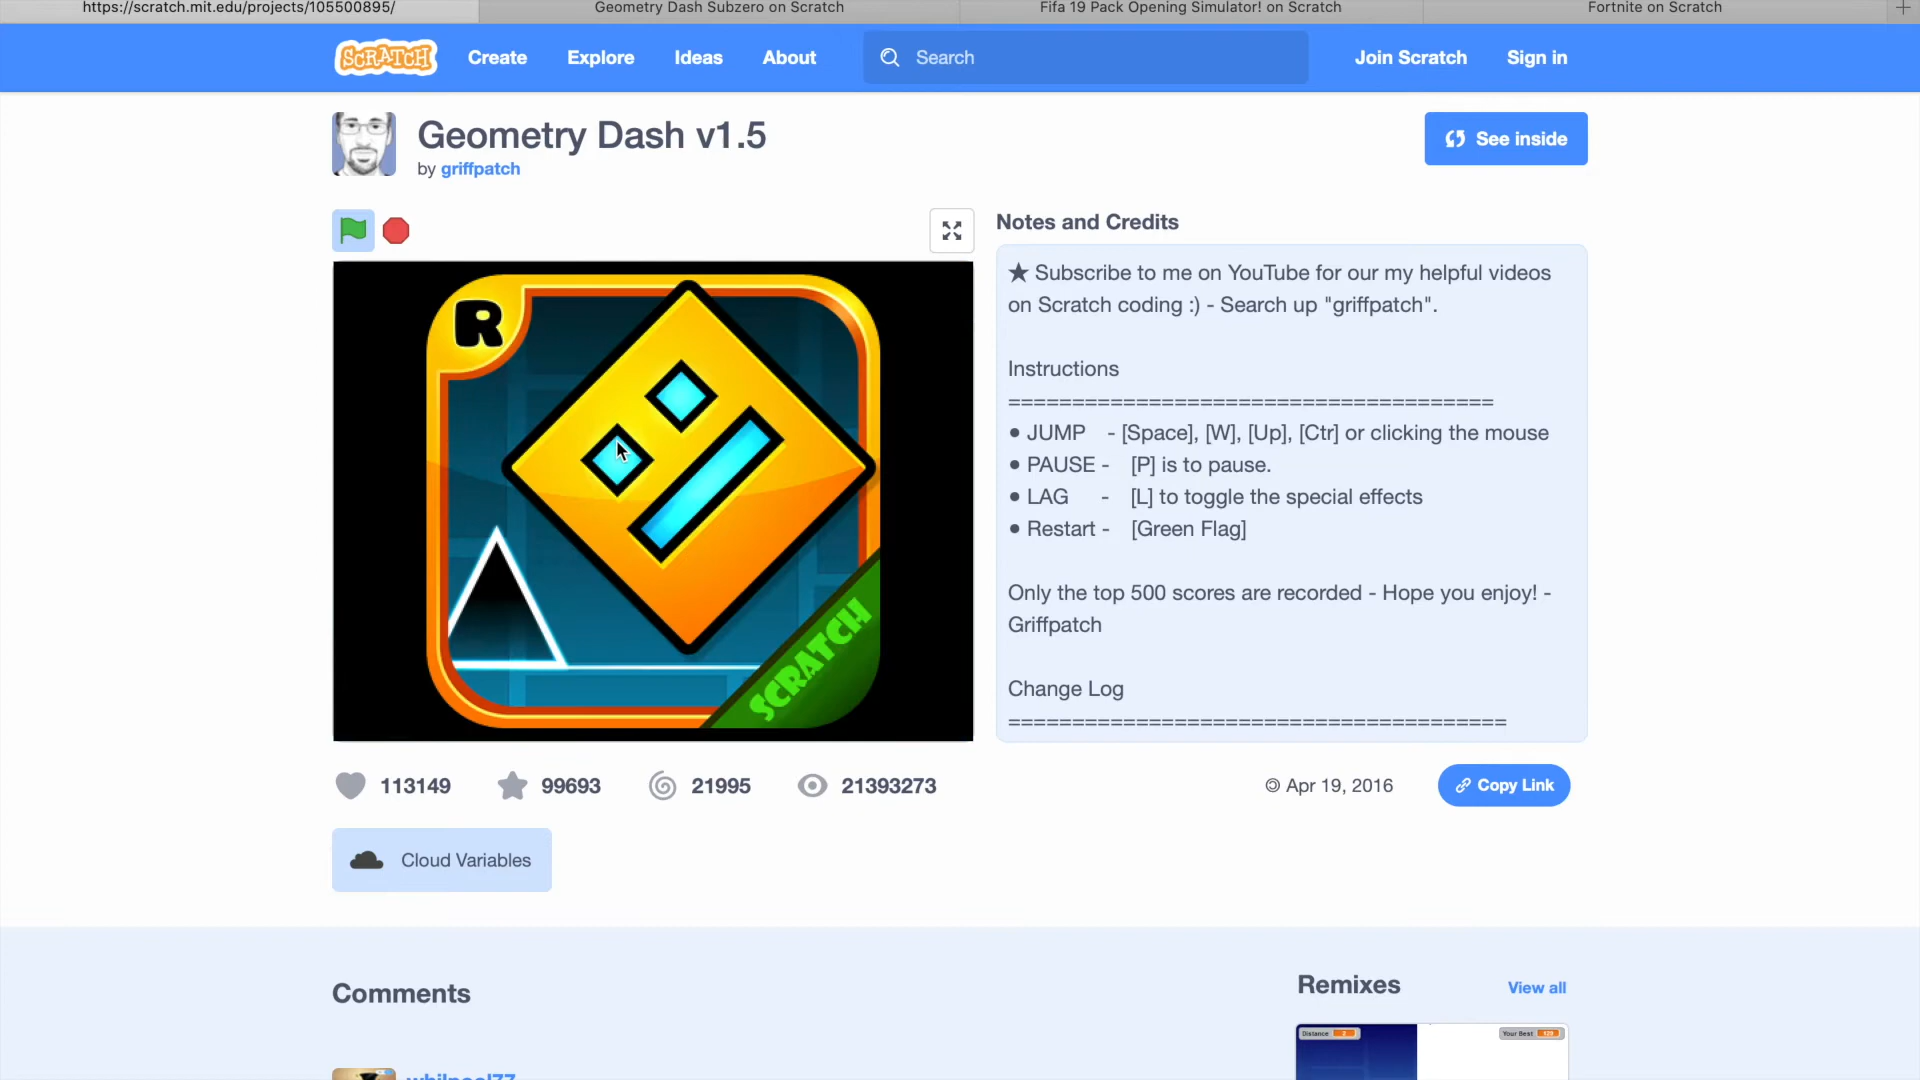 https://scratch.mit.edu/projects/105500895/
Geometry Dash Subzero on Scratch
Fifa 19 Pack Opening Simulator! on Scratch
Fortnite on Scratch
SCRATCH
Create
Explore
Ideas
About
Search
Join Scratch
Sign in
Geometry Dash v1.5
by griffpatch
See inside
R
SCRATCH
Notes and Credits
★ Subscribe to me on YouTube for our my helpful videos
on Scratch coding :) - Search up "griffpatch".
Instructions
======================================
● JUMP - [Space], [W], [Up], [Ctr] or clicking the mouse
● PAUSE - [P] is to pause.
● LAG - [L] to toggle the special effects
● Restart - [Green Flag]
Only the top 500 scores are recorded - Hope you enjoy! -
Griffpatch
Change Log
=======================================
113149
99693
21995
21393273
© Apr 19, 2016
Copy Link
Cloud Variables
Comments
Remixes
View all
Distance 2
Your Best